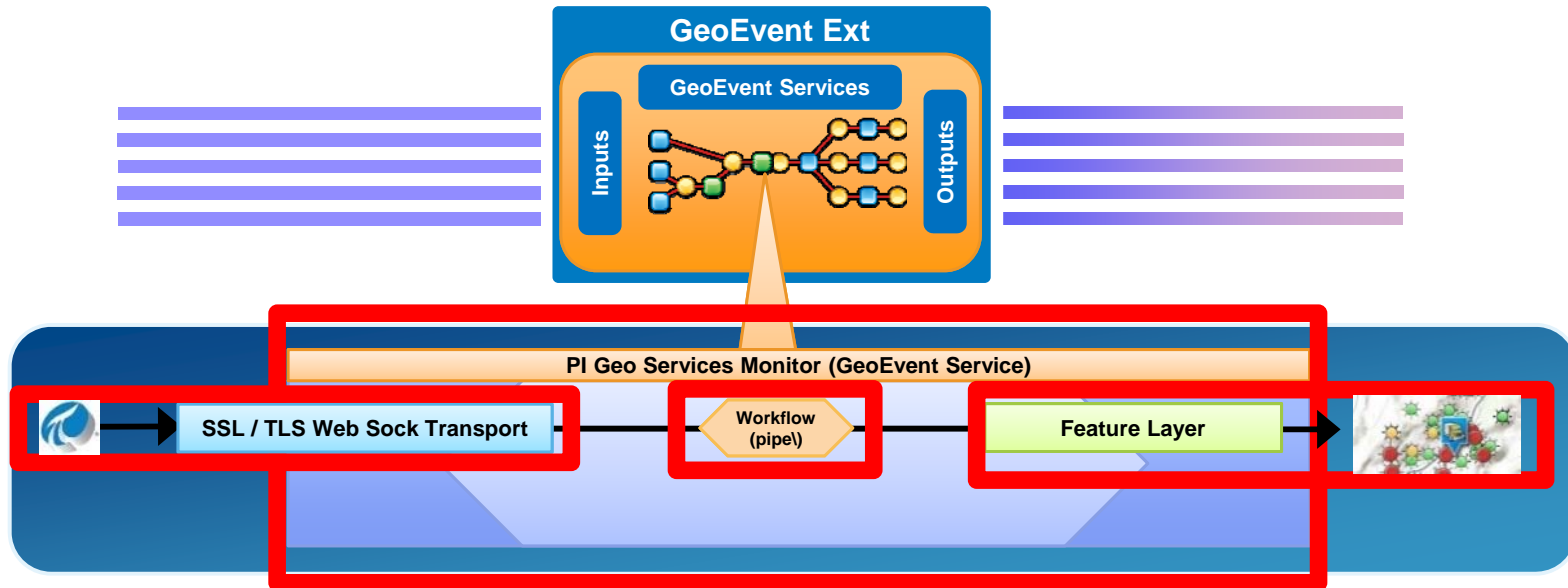 GeoEvent Ext
GeoEvent Services
Inputs
Outputs
PI Geo Services Monitor (GeoEvent Service)
SSL / TLS Web Sock Transport
Workflow
(pipe\)
Feature Layer